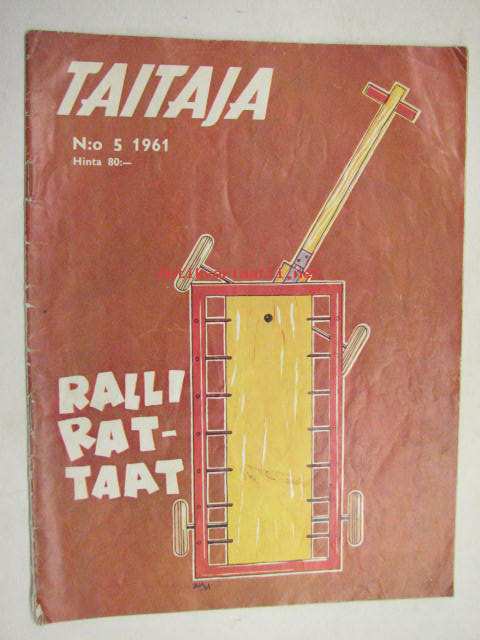 TAITAJA
N:o 5 1961
Hinta 80:—
RALLI
RAT-
TAAT